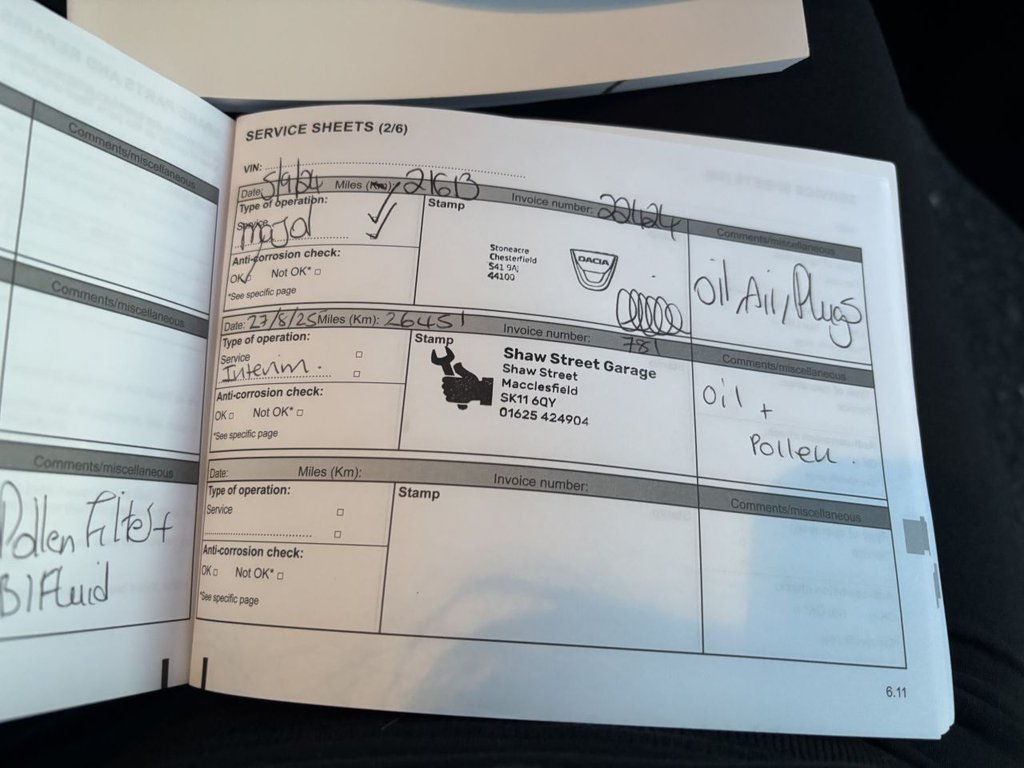 Comments/miscellaneous
Comments/miscellaneous
Comments/miscellaneous
Pollen Filter +
B/Fluid
SERVICE SHEETS (2/6)
VIN:
Date: 5/9/24 Miles (Km): 21613 Invoice number: 20424
Type of operation:
Service
Major
Anti-corrosion check:
OK Not OK*
*See specific page
Stamp
Stoneacre
Chesterfield
S41 9A
44100
DACIA
Comments/miscellaneous
Oil, Air, Plugs
Date: 27/8/25 Miles (Km): 26451 Invoice number: 781
Type of operation:
Service
Interim.
Anti-corrosion check:
OK Not OK*
*See specific page
Stamp
Shaw Street Garage
Shaw Street
Macclesfield
SK11 6QY
01625 424904
Comments/miscellaneous
Oil +
Pollen.
Date: Miles (Km): Invoice number:
Type of operation:
Service
Anti-corrosion check:
OK Not OK*
*See specific page
Stamp
Comments/miscellaneous
6.11